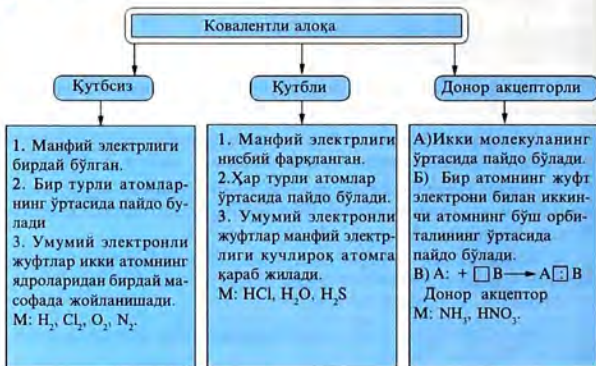 Ковалентли алоқа
Қутбсиз
Қутбли
Донор акцепторли
1. Манфий электрлиги
бирдай бўлган.
2. Бир турли атомлар-
нинг ўртасида пайдо бу-
лади
3. Умумий электронли
жуфтлар икки атомнинг
ядроларидан бирдай ма-
софада жойланишади.
М: H₂, Cl₂, O₂, N₂.
1. Манфий электрлиги
нисбий фарқланган.
2.Ҳар турли атомлар
ўртасида пайдо бўлади.
3. Умумий электронли
жуфтлар манфий электр-
лиги кучлироқ атомга
қараб жилади.
М: HCl, H₂O, H₂S
А)Икки молекуланинг
ўртасида пайдо бўлади.
Б) Бир атомнинг жуфт
электрони билан иккин-
чи атомнинг бўш орби-
талининг ўртасида
пайдо бўлади.
В) А: + □ В → А : В
Донор акцептор
М: NH₃, HNO₃.